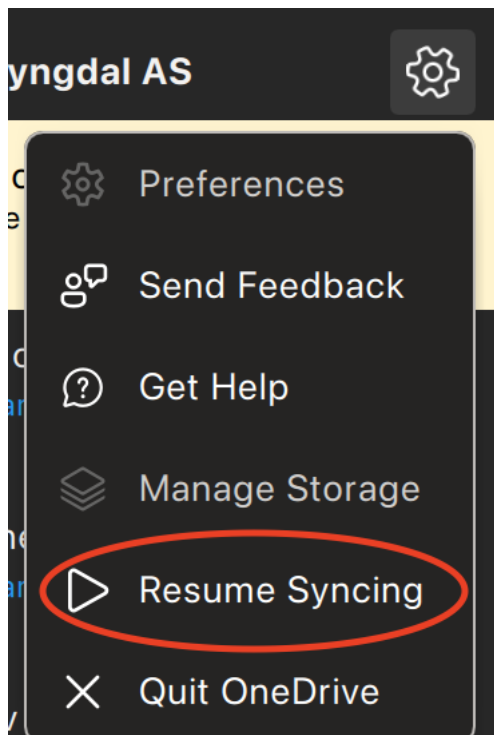 yngdal AS
Preferences
Send Feedback
Get Help
Manage Storage
Resume Syncing
Quit OneDrive